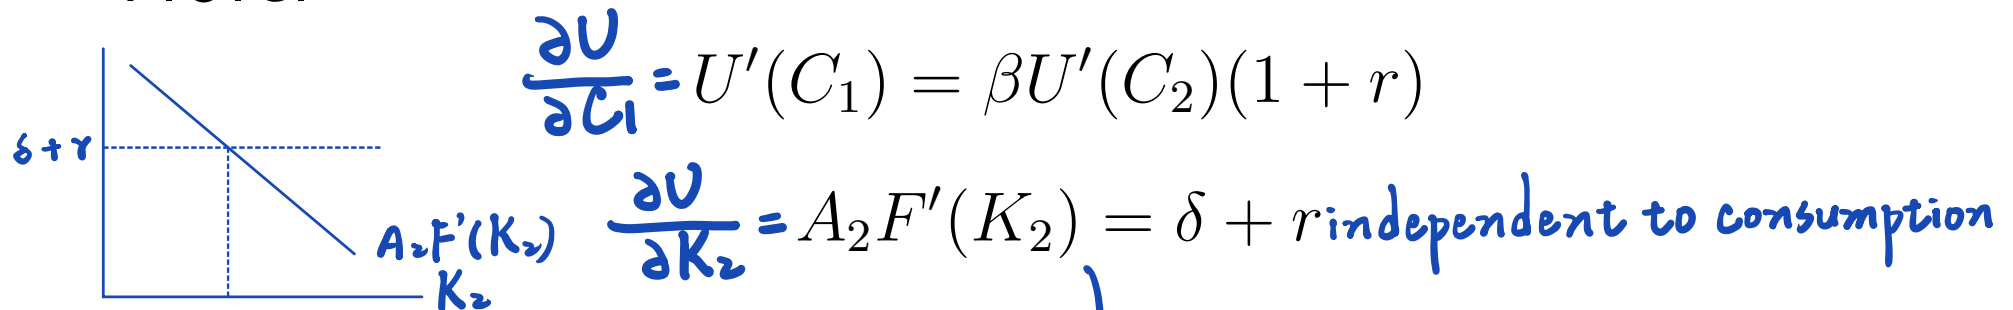 ∂U/∂C1 = U′(C₁) = βU′(C₂)(1 + r)
δ + r
∂U/∂K₂ = A₂F′(K₂) = δ + r independent to consumption
A₂F'(K₂)
K₂